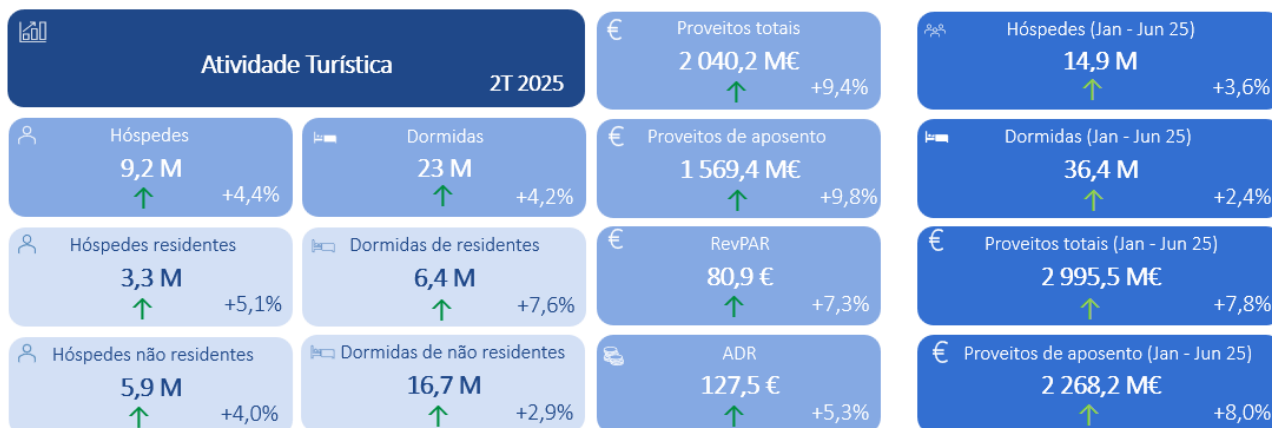 Atividade Turística
2T 2025
Hóspedes
9,2 M
+4,4%
Dormidas
23 M
+4,2%
Hóspedes residentes
3,3 M
+5,1%
Dormidas de residentes
6,4 M
+7,6%
Hóspedes não residentes
5,9 M
+4,0%
Dormidas de não residentes
16,7 M
+2,9%
Proveitos totais
2 040,2 M€
+9,4%
Proveitos de aposento
1 569,4 M€
+9,8%
RevPAR
80,9 €
+7,3%
ADR
127,5 €
+5,3%
Hóspedes (Jan - Jun 25)
14,9 M
+3,6%
Dormidas (Jan - Jun 25)
36,4 M
+2,4%
Proveitos totais (Jan - Jun 25)
2 995,5 M€
+7,8%
Proveitos de aposento (Jan - Jun 25)
2 268,2 M€
+8,0%